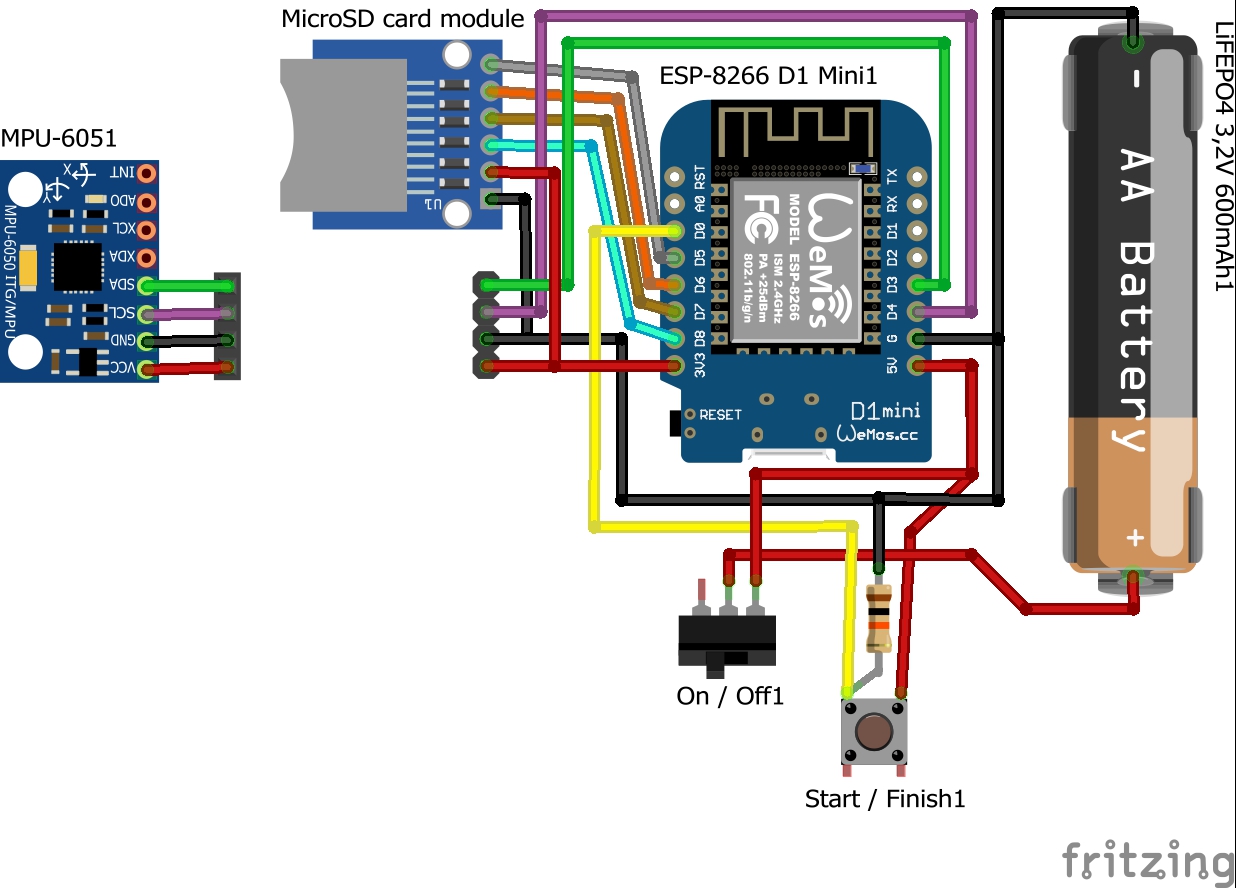 MicroSD card module
ESP-8266 D1 Mini1
LiFEPO4 3,2V 600mAh1
MPU-6051
INT
ADO
XCL
XDA
SDA
SCL
GND
VCC
X
Y
MPU-6050 ITG/MPU
U1
RST
A0
D0
D5
D6
D7
D8
3V3
TX
RX
D1
D2
D3
D4
G
5V
WeMos
MODEL ESP-8266
FC
ISM 2.4GHz
PA +25dBm
802.11b/g/n
RESET
D1mini
WeMos.cc
- AA Battery +
On / Off1
Start / Finish1
fritzing